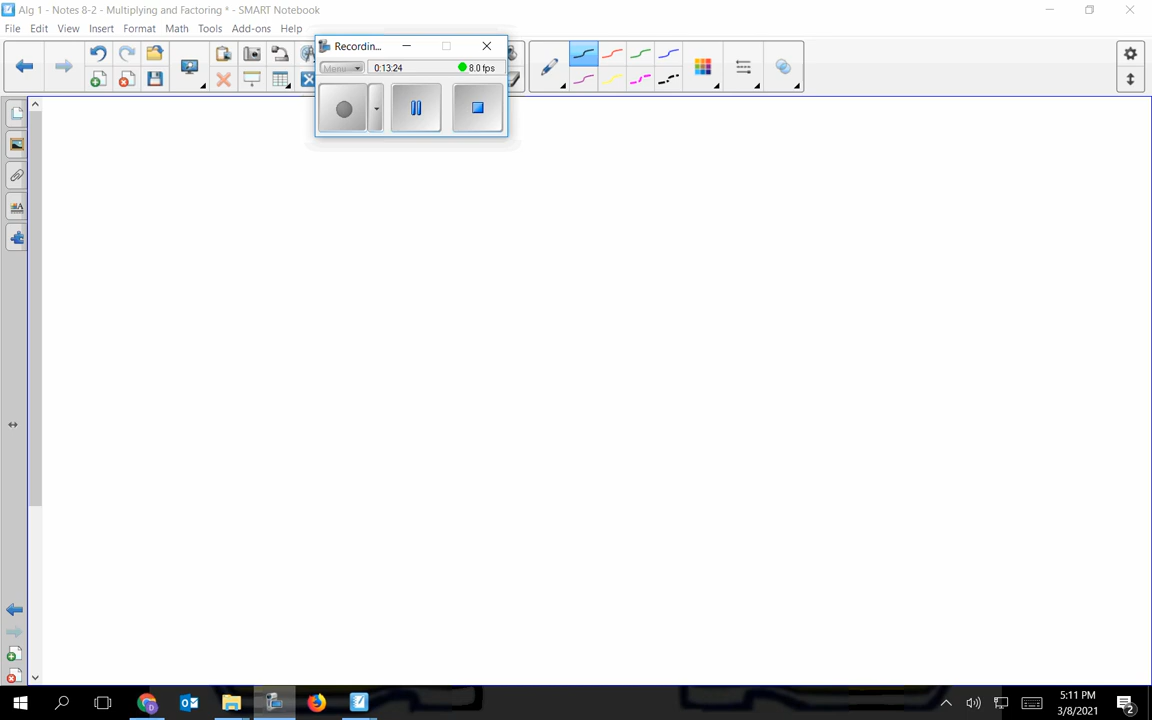 Alg 1 - Notes 8-2 - Multiplying and Factoring * - SMART Notebook
File Edit View Insert Format Math Tools Add-ons Help
Recordin...
Menu 0:13:24 8.0 fps
5:11 PM
3/8/2021
2